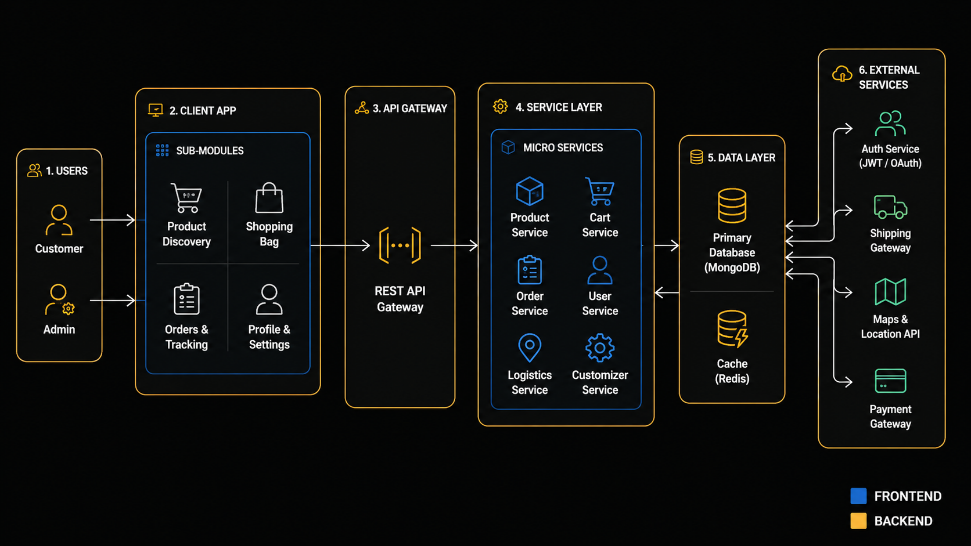 1. USERS
Customer
Admin
2. CLIENT APP
SUB-MODULES
Product
Discovery
Shopping
Bag
Orders &
Tracking
Profile &
Settings
3. API GATEWAY
REST API
Gateway
4. SERVICE LAYER
MICRO SERVICES
Product
Service
Cart
Service
Order
Service
User
Service
Logistics
Service
Customizer
Service
5. DATA LAYER
Primary
Database
(MongoDB)
Cache
(Redis)
6. EXTERNAL
SERVICES
Auth Service
(JWT / OAuth)
Shipping
Gateway
Maps &
Location API
Payment
Gateway
FRONTEND
BACKEND